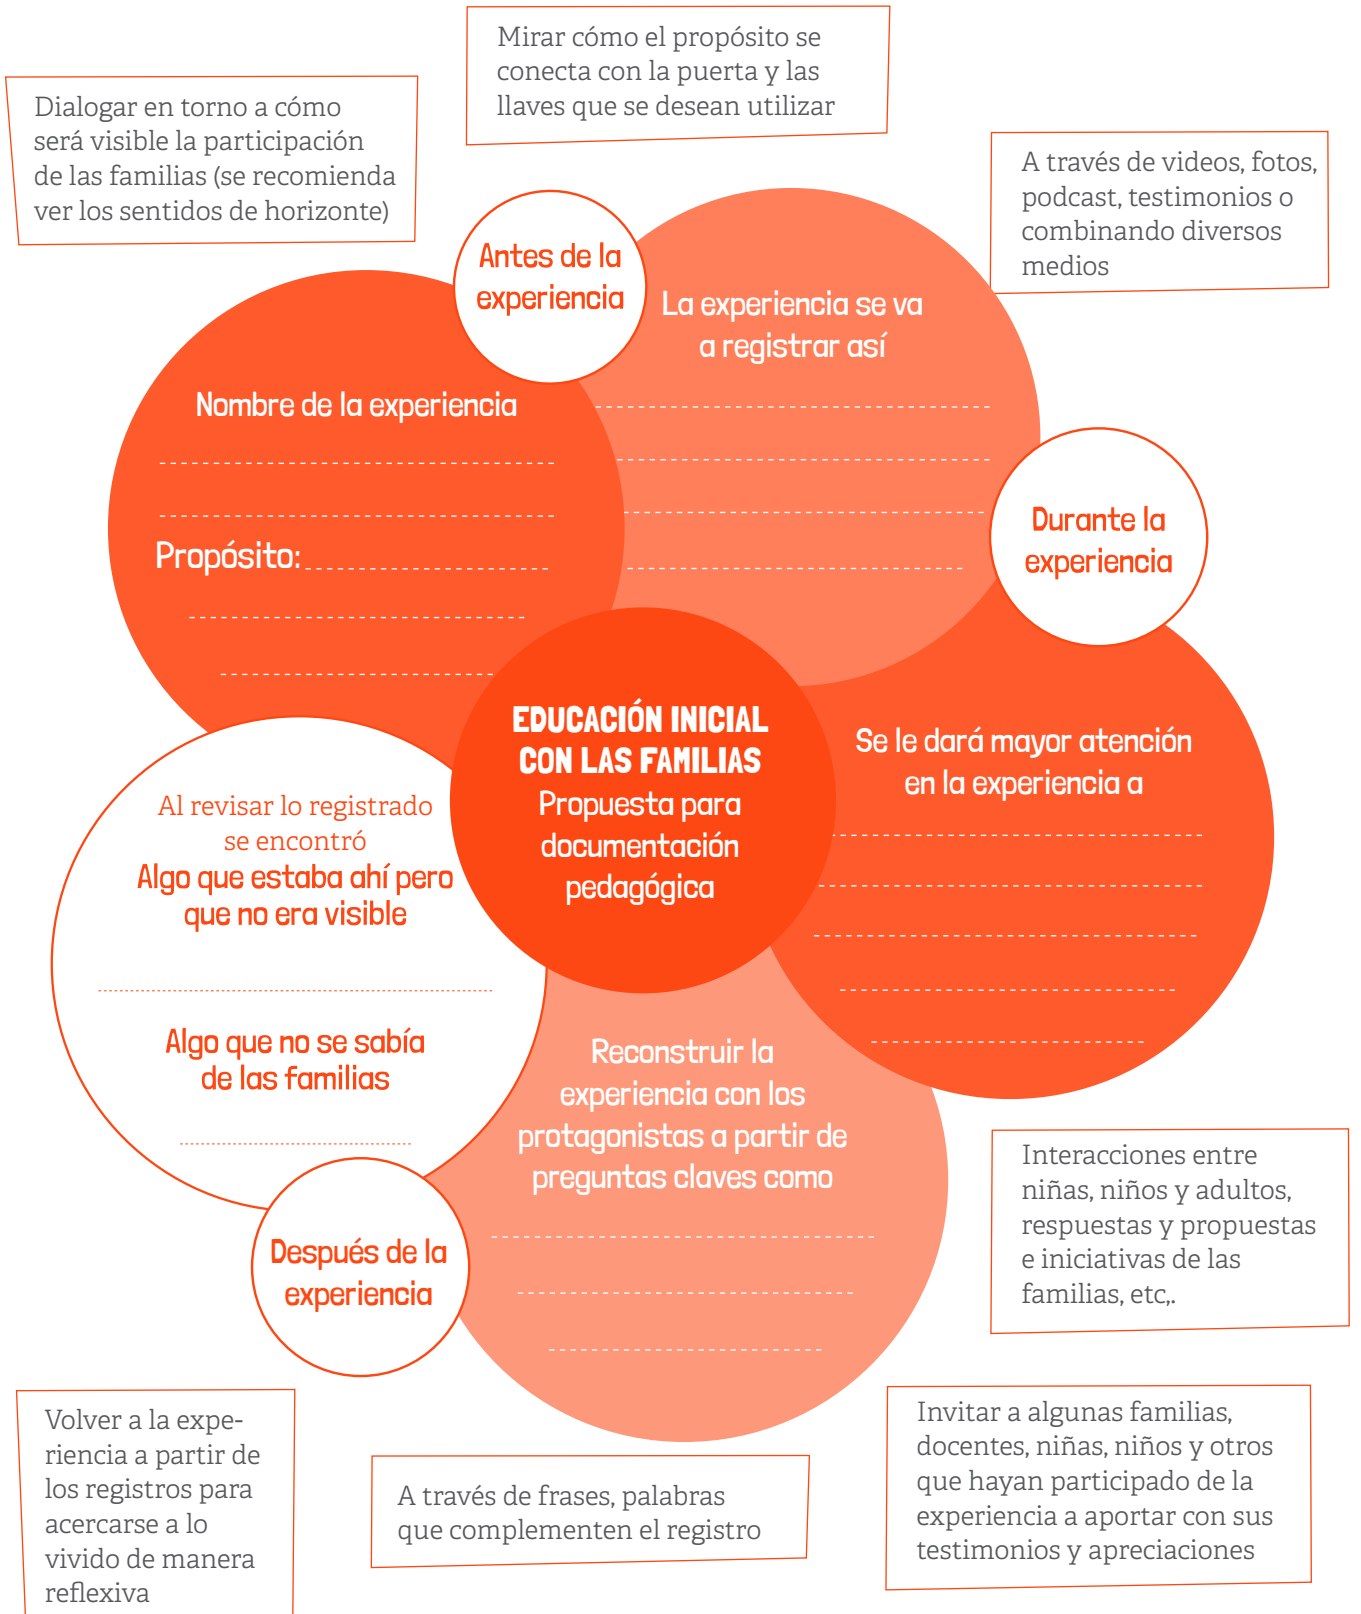 Mirar cómo el propósito se
conecta con la puerta y las
llaves que se desean utilizar
Dialogar en torno a cómo
será visible la participación
de las familias (se recomienda
ver los sentidos de horizonte)
A través de videos, fotos,
podcast, testimonios o
combinando diversos
medios
Antes de la
experiencia
La experiencia se va
a registrar así
Nombre de la experiencia
Propósito:
Durante la
experiencia
EDUCACIÓN INICIAL
CON LAS FAMILIAS
Propuesta para
documentación
pedagógica
Se le dará mayor atención
en la experiencia a
Al revisar lo registrado
se encontró
Algo que estaba ahí pero
que no era visible
Algo que no se sabía
de las familias
Reconstruir la
experiencia con los
protagonistas a partir de
preguntas claves como
Interacciones entre
niñas, niños y adultos,
respuestas y propuestas
e iniciativas de las
familias, etc,.
Después de la
experiencia
Volver a la expe-
riencia a partir de
los registros para
acercarse a lo
vivido de manera
reflexiva
A través de frases, palabras
que complementen el registro
Invitar a algunas familias,
docentes, niñas, niños y otros
que hayan participado de la
experiencia a aportar con sus
testimonios y apreciaciones